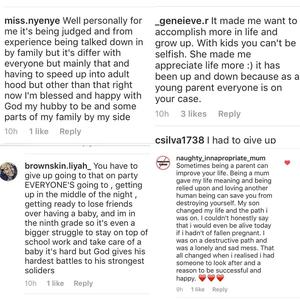 miss.nyenye Well personally for
me it's being judged and from
experience being talked down in
by family but it's differ with
everyone but mainly that and
having to speed up into adult
hood but other than that right
now I'm blessed and happy with
God my hubby to be and some
parts of my family by my side
10h 1 like Reply
_genevieve.r It made me want to
accomplish more in life and
grow up. With kids you can't be
selfish. She made me
appreciate life more :) it has
been up and down because as a
young parent everyone is on
your case.
10h 3 likes Reply
csilva1738 I had to give up
brownskin.liyah_ You have to
give up going to that on party
EVERYONE'S going to , getting
up in the middle of the night ,
getting ready to lose friends
over having a baby, and im in
the ninth grade so it's even a
bigger struggle to stay on top of
school work and take care of a
baby it's hard but God gives his
hardest battles to his strongest
soliders
10h 1 like Reply
naughty_innapropriate_mum
Sometimes being a parent can
improve your life. Being a mum
gave my life meaning and being
relied upon and loving another
human being can save you from
destroying yourself. My son
changed my life and the path i
was on. I couldn't honestly say
that i would even be alive today
if i hadn't of fallen pregnant. I
was on a destructive path and
was a lonely and sad mess. That
all changed when i realised i had
someone to look after and a
reason to be successful and
happy. ❤️❤️❤️❤️
9h 1 like Reply